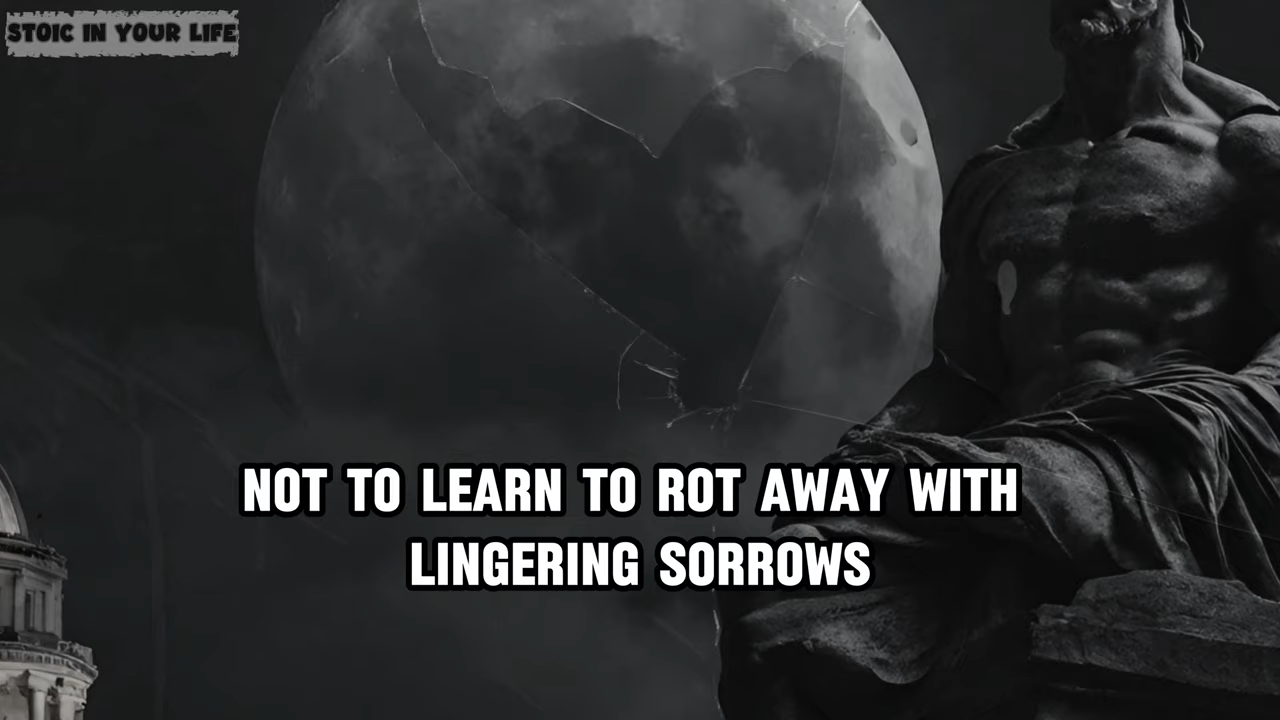 STOIC IN YOUR LIFE
NOT TO LEARN TO ROT AWAY WITH
LINGERING SORROWS